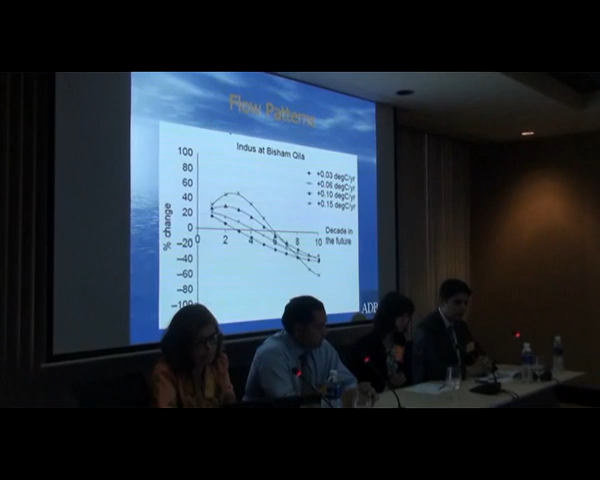 Flow Patterns
Indus at Bisham Qila
% change
100
80
60
40
20
0
−20
−40
−60
−80
−100
0
2
4
6
8
10
+0.03 degC/yr
+0.06 degC/yr
+0.10 degC/yr
+0.15 degC/yr
Decade in
the future
ADB